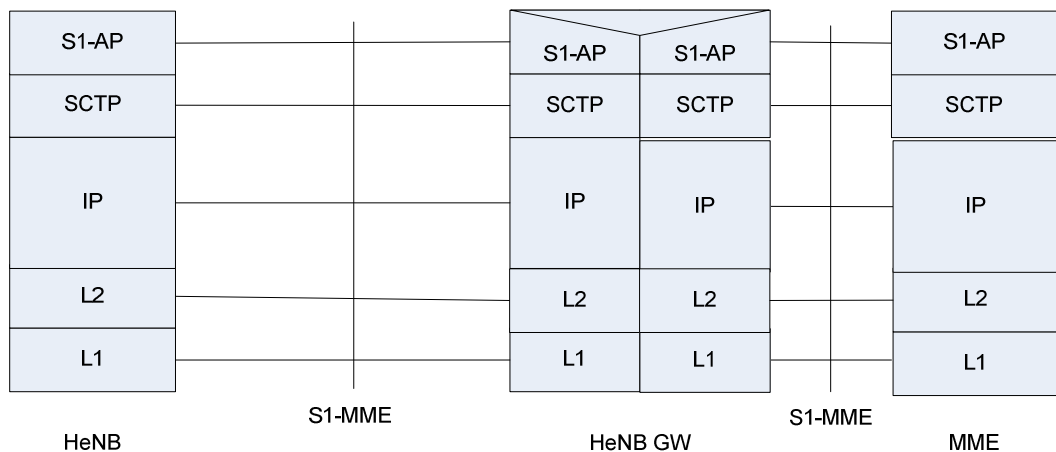 S1-AP
S1-AP
S1-AP
S1-AP
SCTP
SCTP
SCTP
SCTP
IP
IP
IP
IP
L2
L2
L2
L2
L1
L1
L1
L1
S1-MME
S1-MME
HeNB
HeNB GW
MME